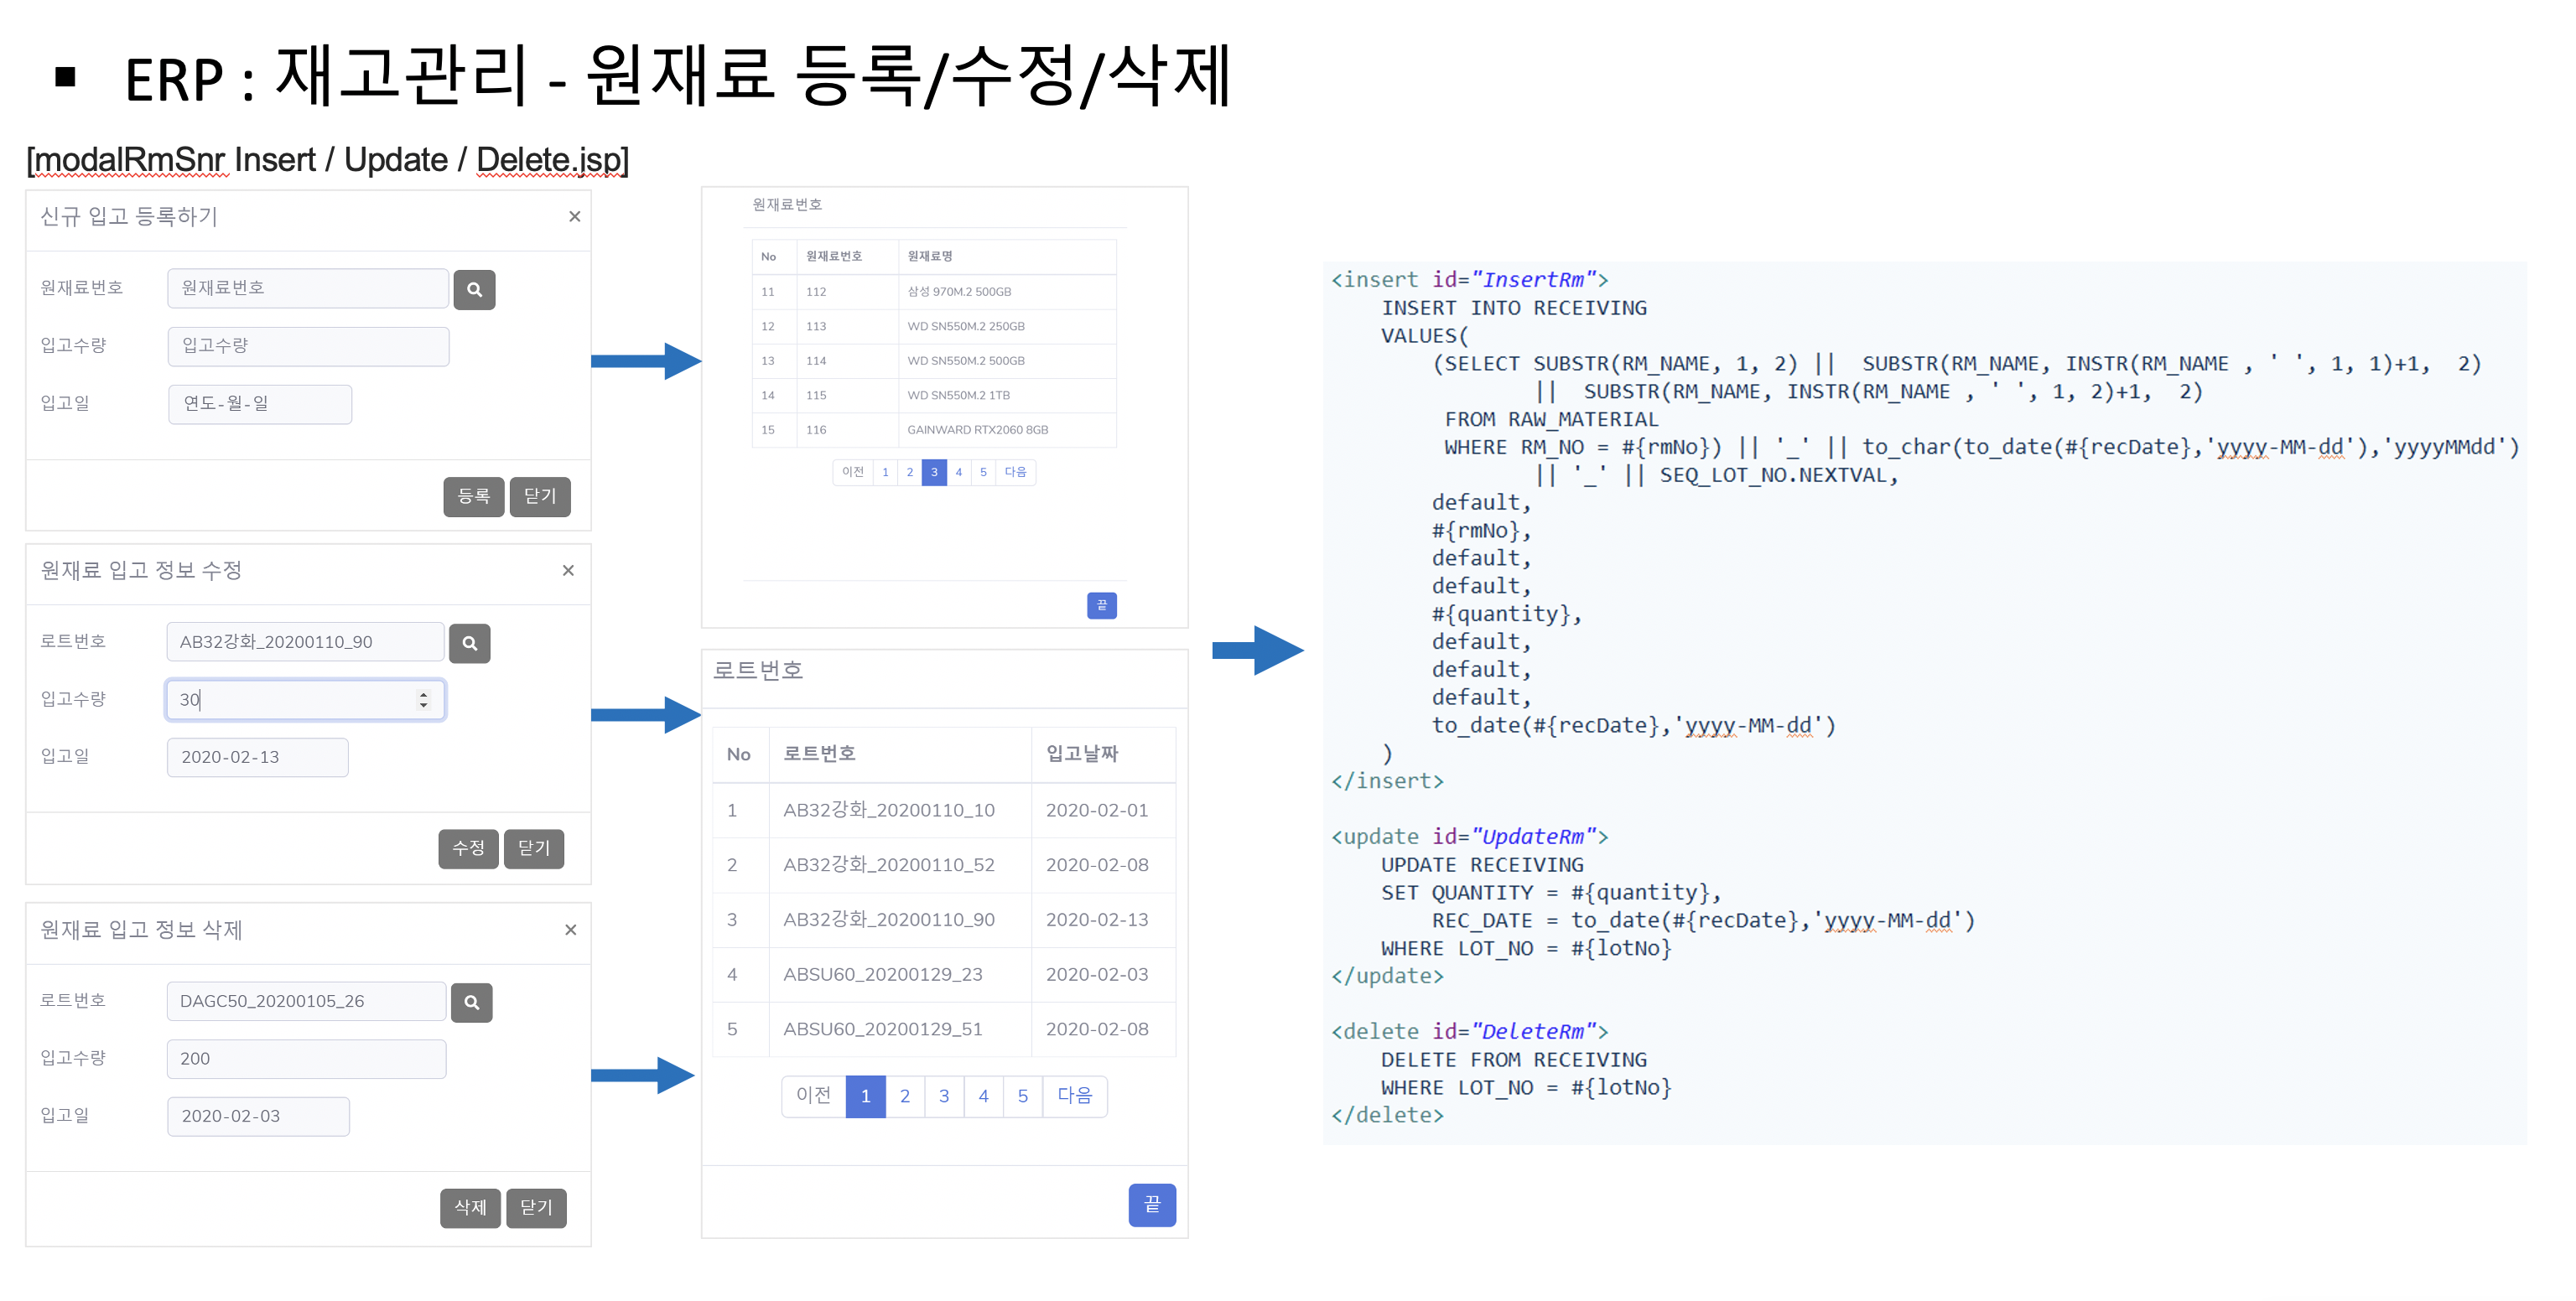 ▪ ERP : 재고관리 - 원재료 등록/수정/삭제
[modalRmSnr Insert / Update / Delete.jsp]
신규 입고 등록하기 ×
원재료번호 원재료번호
입고수량 입고수량
입고일 연도-월-일
등록 닫기
원재료 입고 정보 수정 ×
로트번호 AB32강화_20200110_90
입고수량 30
입고일 2020-02-13
수정 닫기
원재료 입고 정보 삭제 ×
로트번호 DAGC50_20200105_26
입고수량 200
입고일 2020-02-03
삭제 닫기
원재료번호
No 원재료번호 원재료명
11 112 삼성 970M.2 500GB
12 113 WD SN550M.2 250GB
13 114 WD SN550M.2 500GB
14 115 WD SN550M.2 1TB
15 116 GAINWARD RTX2060 8GB
이전 1 2 3 4 5 다음
끝
로트번호
No 로트번호 입고날짜
1 AB32강화_20200110_10 2020-02-01
2 AB32강화_20200110_52 2020-02-08
3 AB32강화_20200110_90 2020-02-13
4 ABSU60_20200129_23 2020-02-03
5 ABSU60_20200129_51 2020-02-08
이전 1 2 3 4 5 다음
끝
<insert id="InsertRm">
INSERT INTO RECEIVING
VALUES(
(SELECT SUBSTR(RM_NAME, 1, 2) || SUBSTR(RM_NAME, INSTR(RM_NAME , ' ', 1, 1)+1, 2)
|| SUBSTR(RM_NAME, INSTR(RM_NAME , ' ', 1, 2)+1, 2)
FROM RAW_MATERIAL
WHERE RM_NO = #{rmNo}) || '_' || to_char(to_date(#{recDate},'yyyy-MM-dd'),'yyyyMMdd')
|| '_' || SEQ_LOT_NO.NEXTVAL,
default,
#{rmNo},
default,
default,
#{quantity},
default,
default,
default,
to_date(#{recDate},'yyyy-MM-dd')
)
</insert>
<update id="UpdateRm">
UPDATE RECEIVING
SET QUANTITY = #{quantity},
REC_DATE = to_date(#{recDate},'yyyy-MM-dd')
WHERE LOT_NO = #{lotNo}
</update>
<delete id="DeleteRm">
DELETE FROM RECEIVING
WHERE LOT_NO = #{lotNo}
</delete>